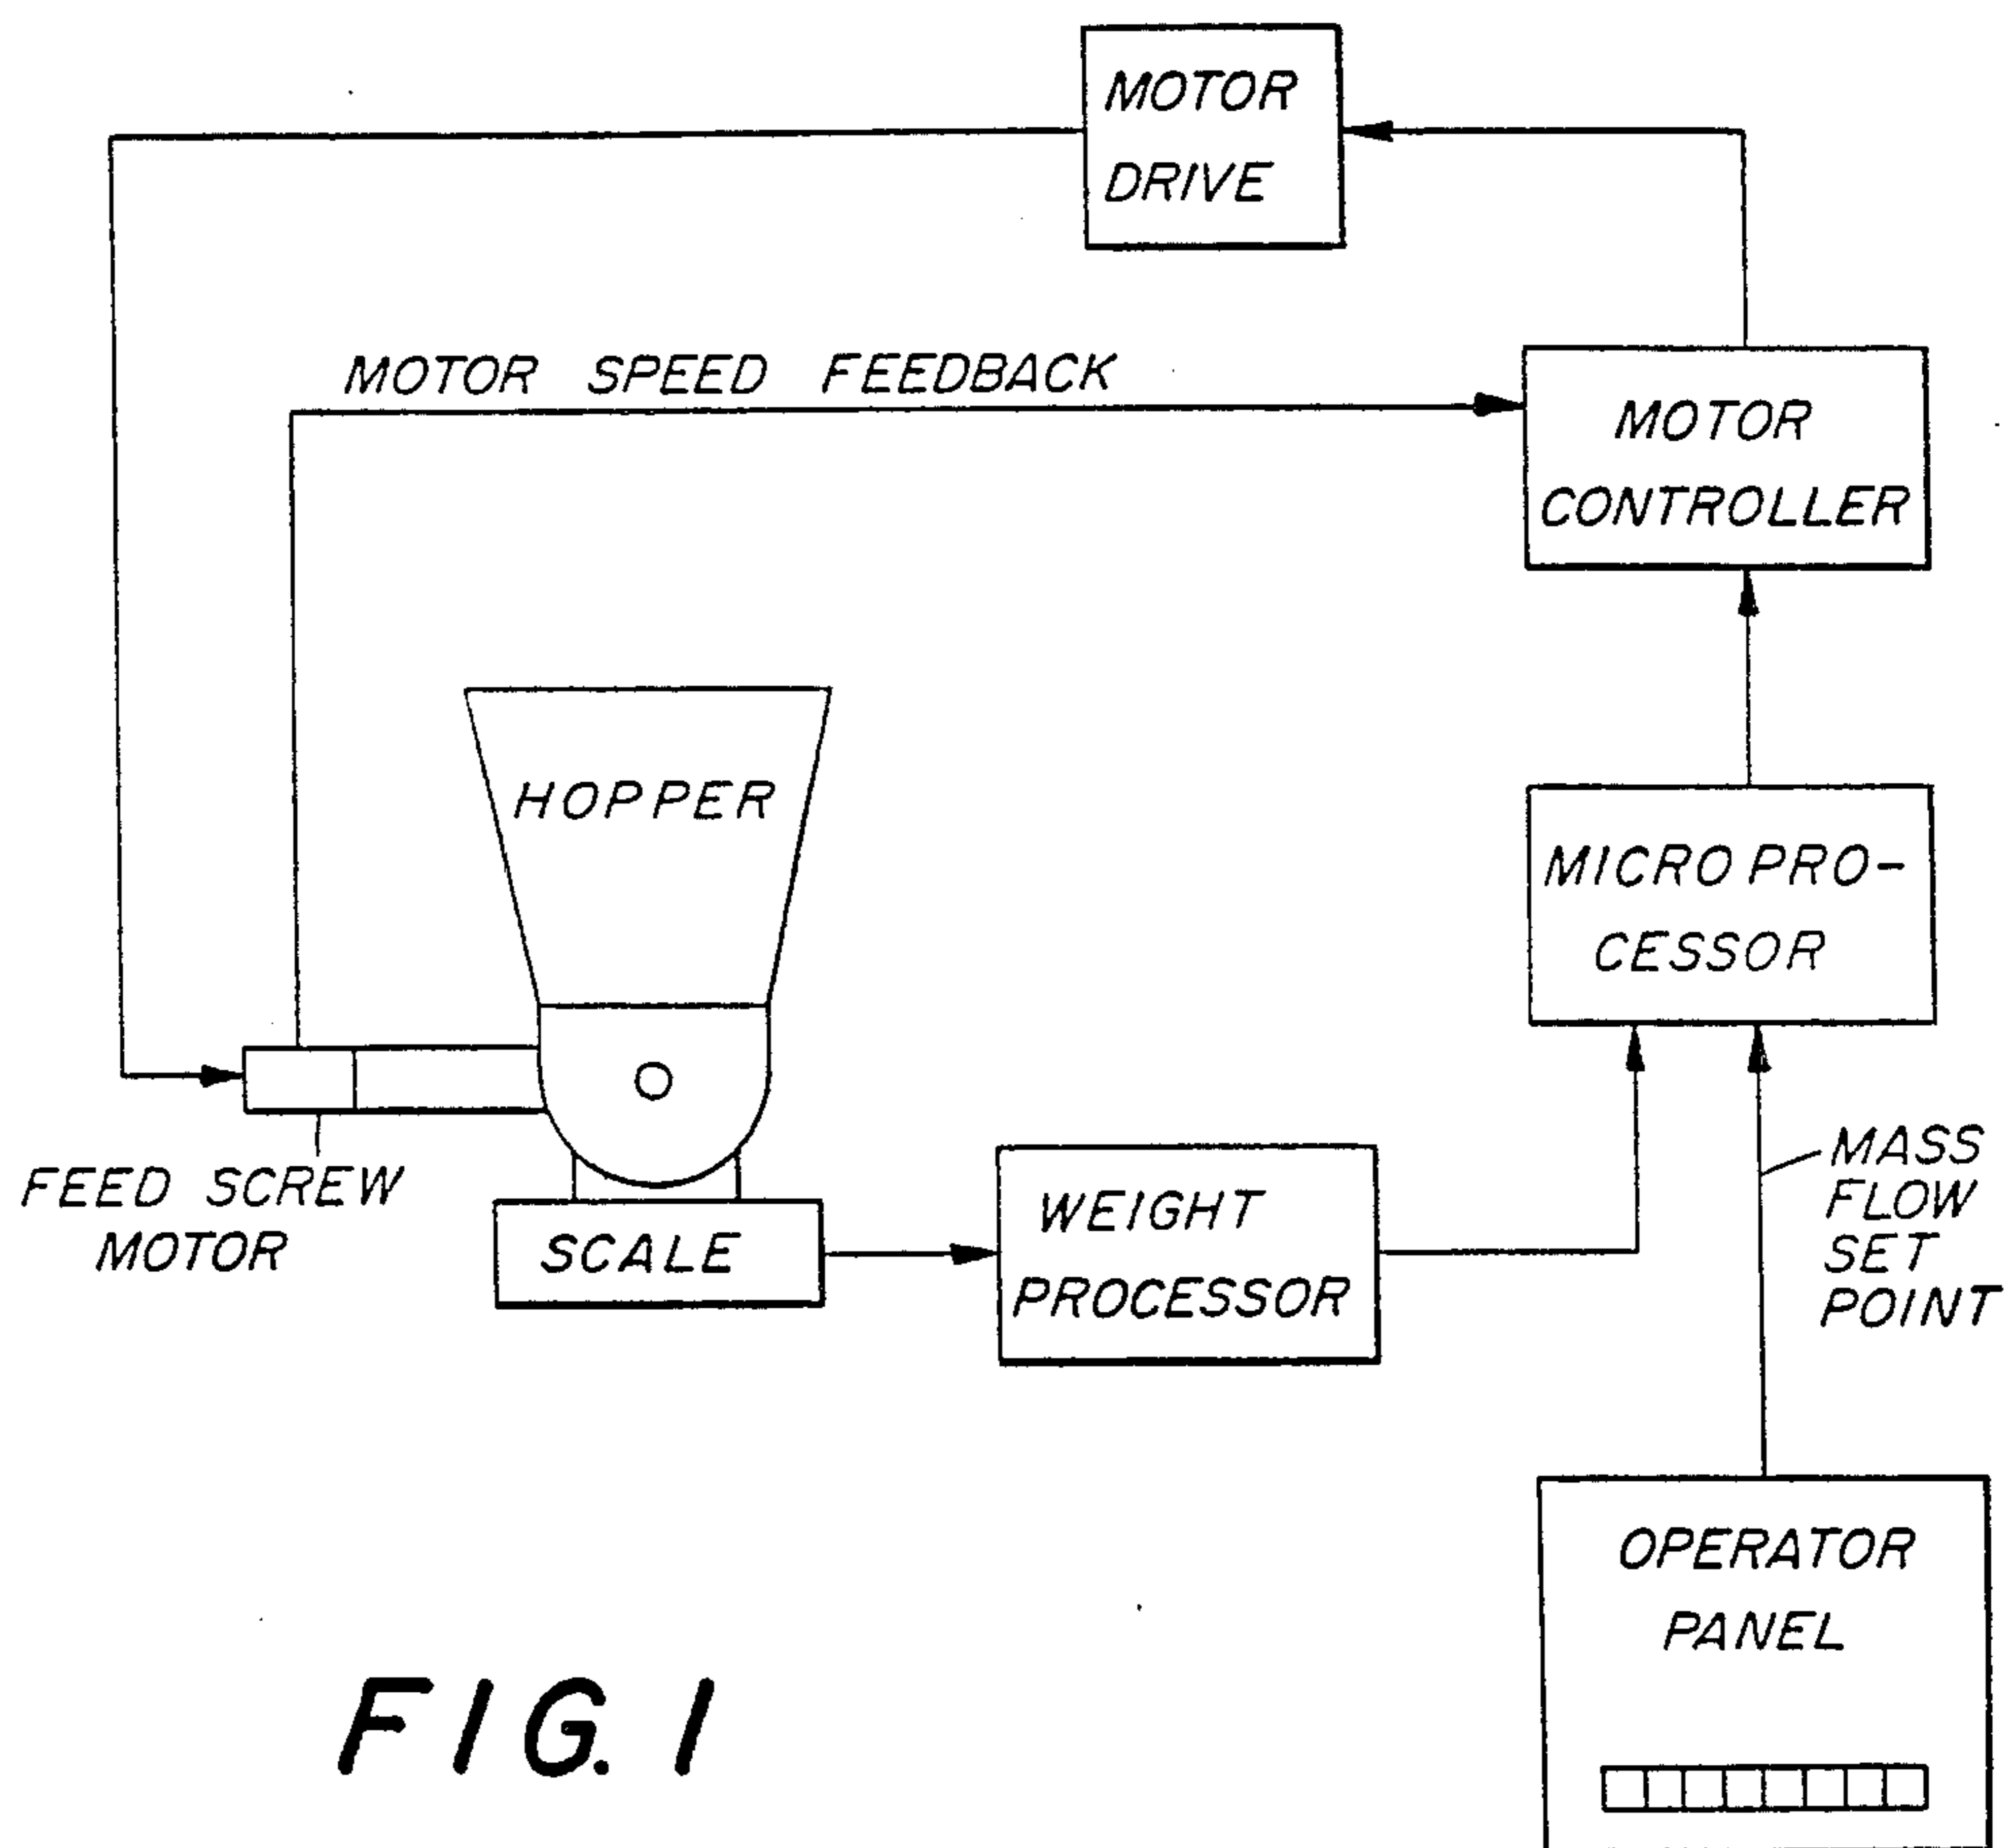 MOTOR
DRIVE
MOTOR SPEED FEEDBACK
MOTOR
CONTROLLER
HOPPER
MICRO PRO-
CESSOR
FEED SCREW
MOTOR
SCALE
WEIGHT
PROCESSOR
MASS
FLOW
SET
POINT
OPERATOR
PANEL
FIG. 1